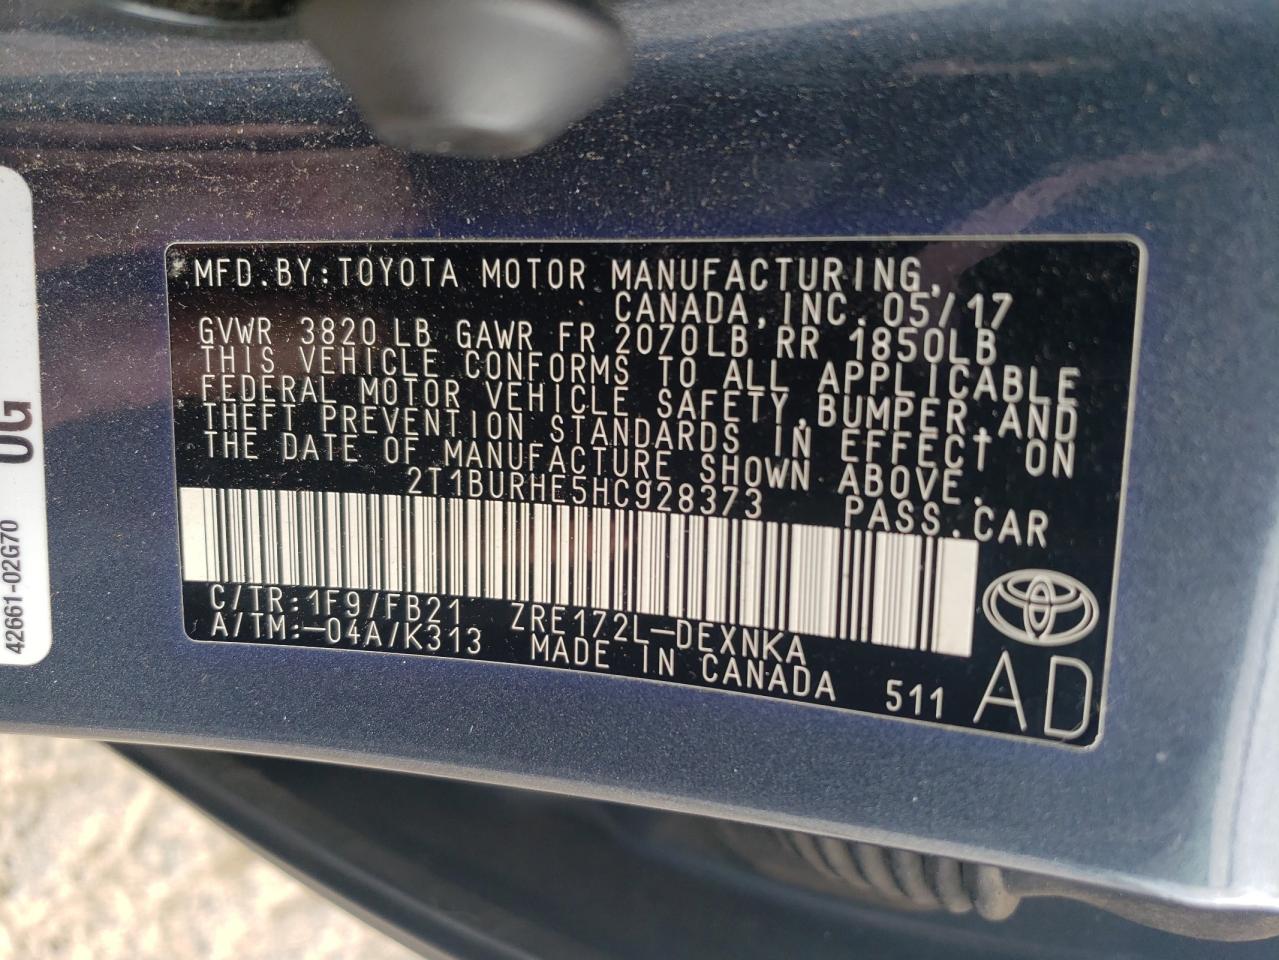 MFD.BY:TOYOTA MOTOR MANUFACTURING,
CANADA,INC. 05/17
GVWR 3820 LB GAWR FR 2070LB RR 1850LB
THIS VEHICLE CONFORMS TO ALL APPLICABLE
FEDERAL MOTOR VEHICLE SAFETY,BUMPER,AND
THEFT PREVENTION STANDARDS IN EFFECT ON
THE DATE OF MANUFACTURE SHOWN ABOVE.
2T1BURHE5HC928373 PASS.CAR
C/TR:1F9/FB21 ZRE172L-DEXNKA
A/TM:-04A/K313 MADE IN CANADA 511 AD
42661-02G70